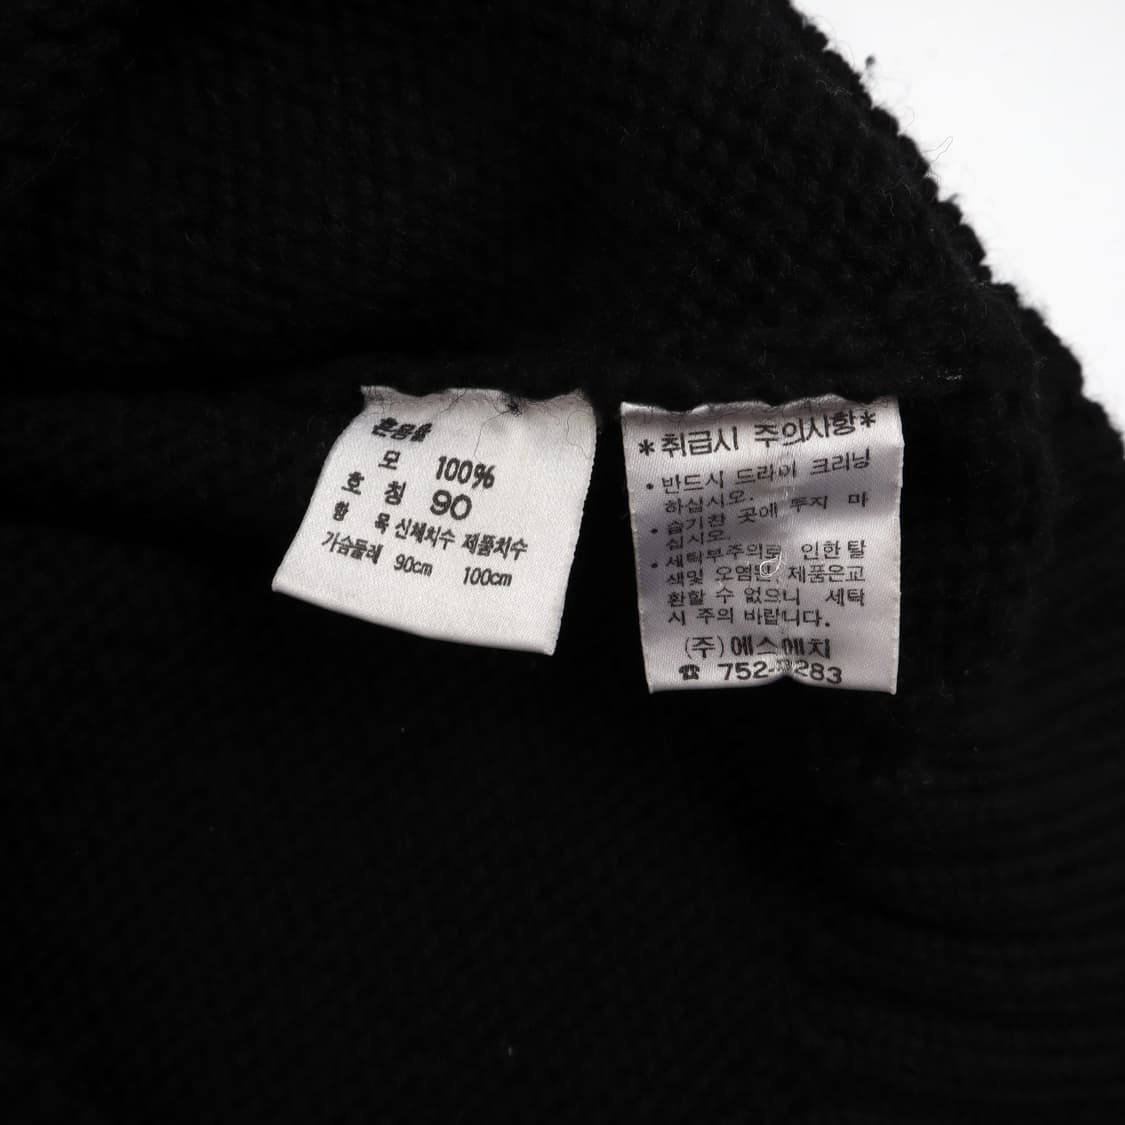 혼용율
모 100%
호 칭 90
항 목 신체치수 제품치수
가슴둘레 90cm 100cm
*취급시 주의사항*
• 반드시 드라이 크리닝
하십시오.
• 습기찬 곳에 두지 마
십시오.
• 세탁부주의로 인한 탈
색및 오염된 제품은교
환할 수 없으니 세탁
시 주의 바랍니다.
(주)에스에치
☎